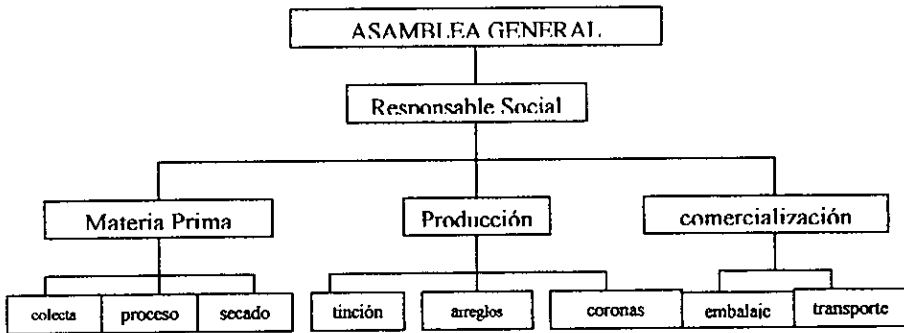 ASAMBLEA GENERAL
Responsable Social
Materia Prima
Producción
comercialización
colecta
proceso
secado
tinción
arreglos
coronas
embalaje
transporte